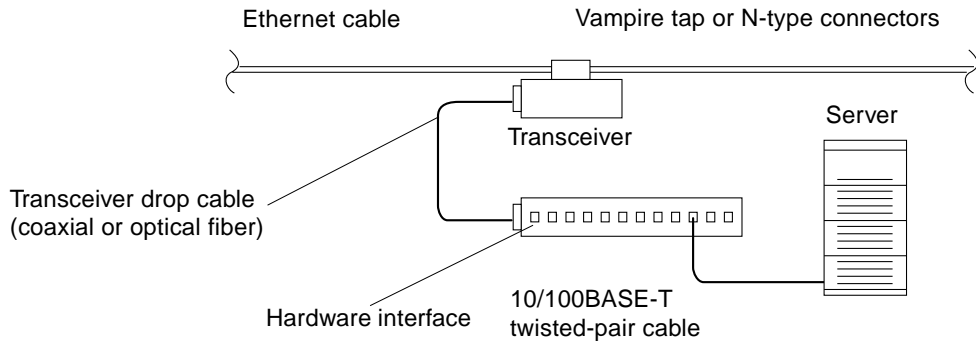 Ethernet cable
Vampire tap or N-type connectors
Server
Transceiver
Transceiver drop cable
(coaxial or optical fiber)
10/100BASE-T
twisted-pair cable
Hardware interface